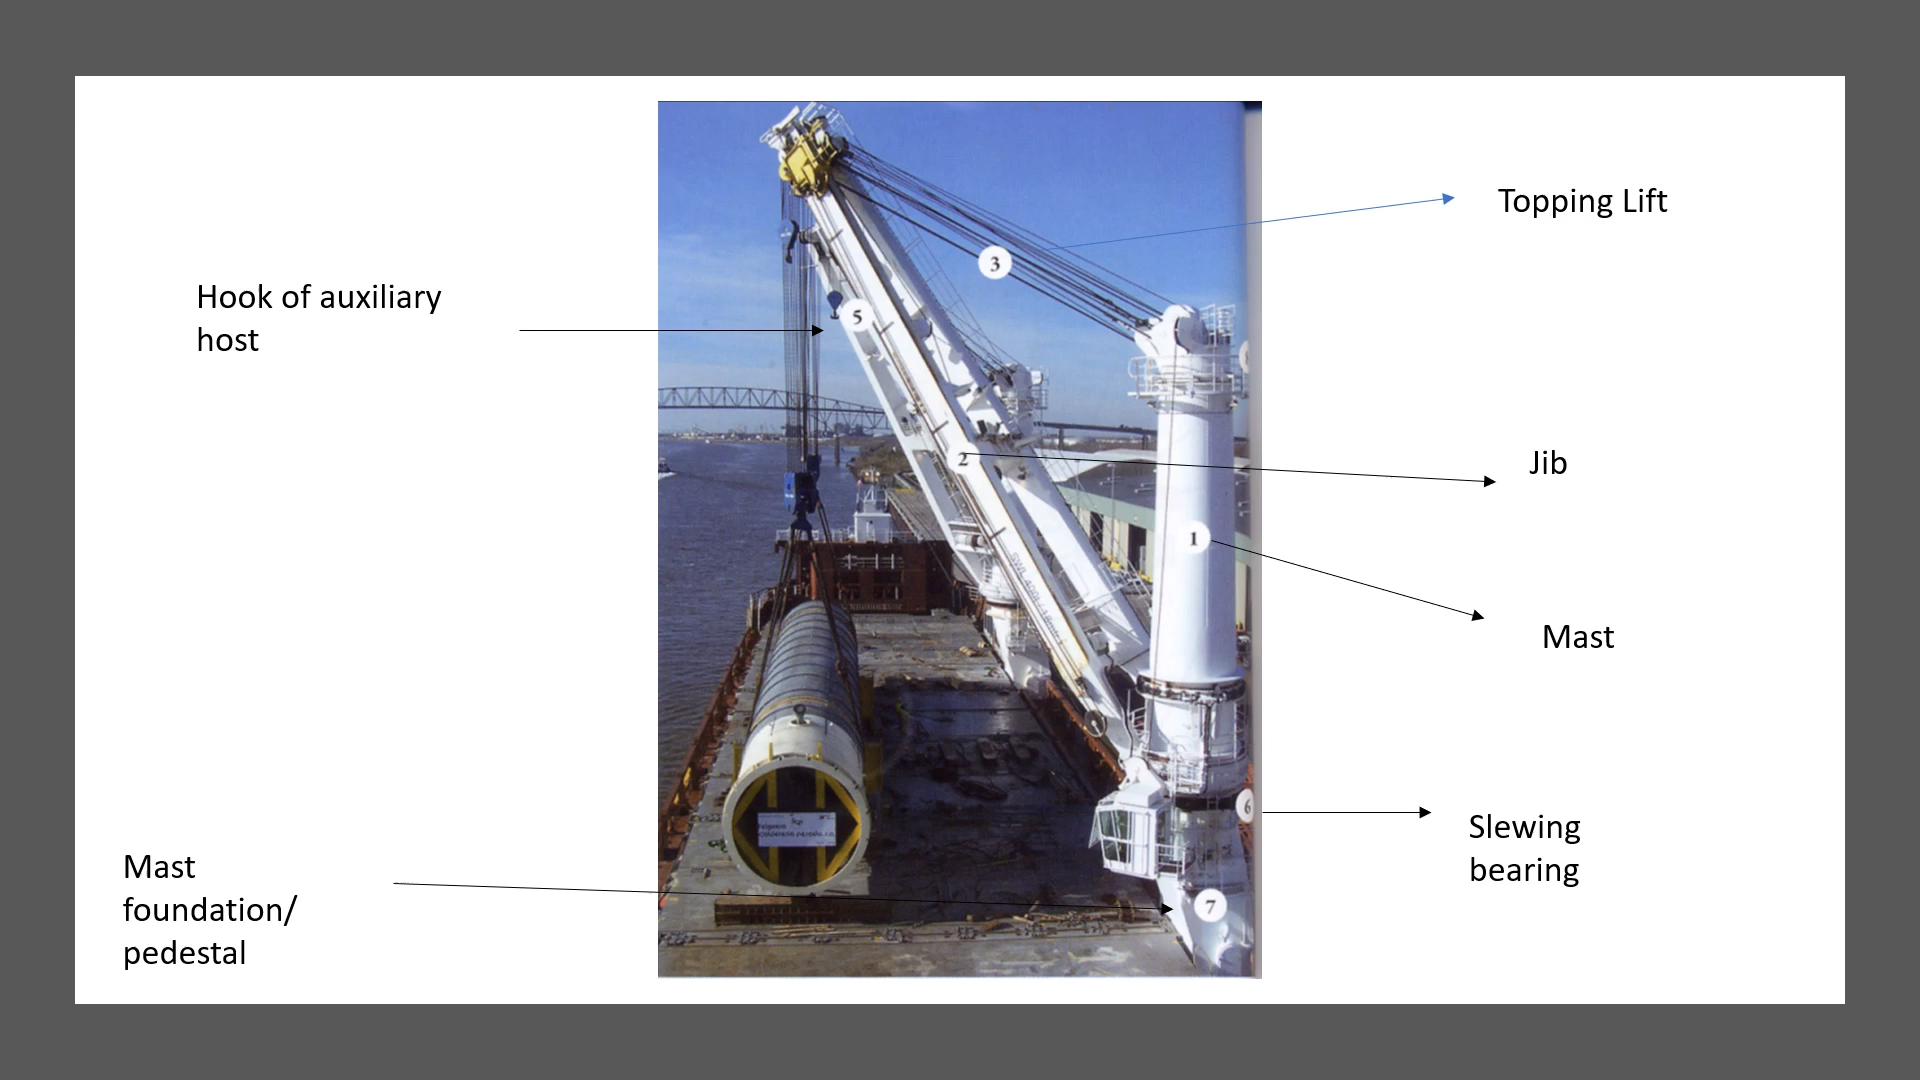 Topping Lift
3
Hook of auxiliary
host
5
Jib
2
1
Mast
6
Slewing
bearing
Mast
foundation/
pedestal
7